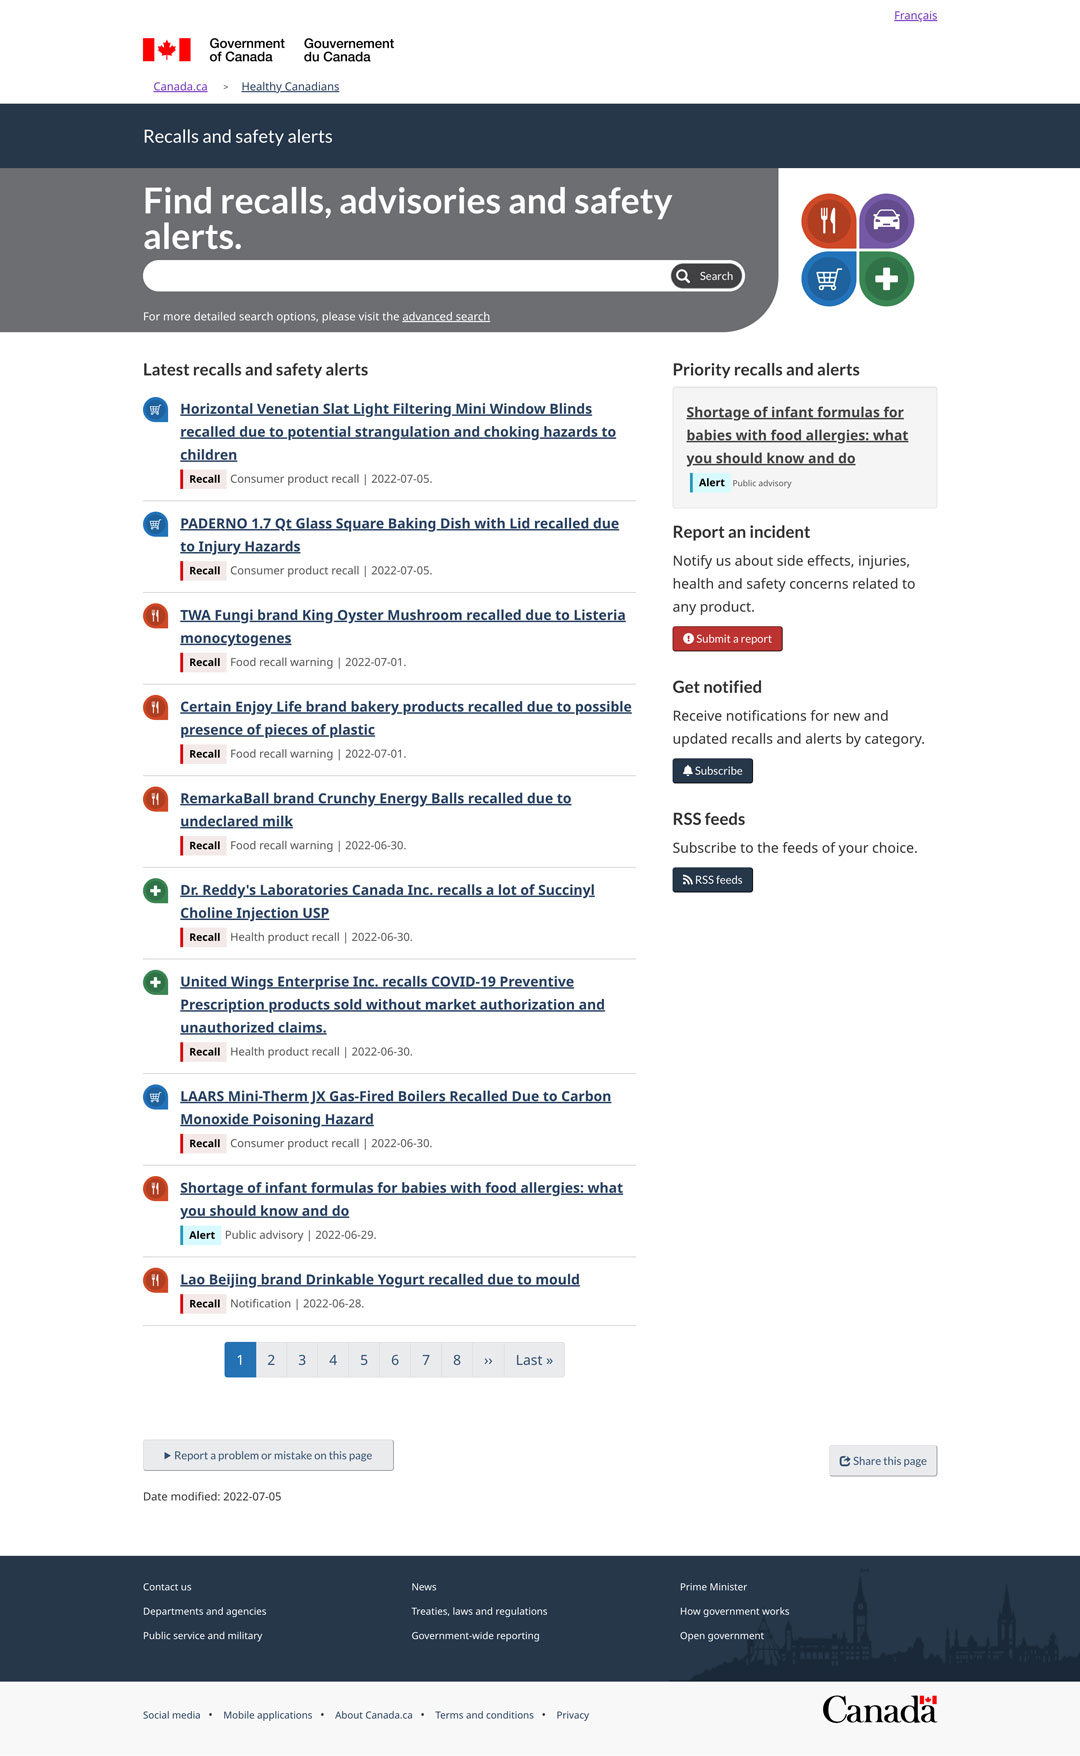 Français
Government
of Canada
Gouvernement
du Canada
Canada.ca > Healthy Canadians
Recalls and safety alerts
Find recalls, advisories and safety
alerts.
Search
For more detailed search options, please visit the advanced search
Latest recalls and safety alerts
Horizontal Venetian Slat Light Filtering Mini Window Blinds
recalled due to potential strangulation and choking hazards to
children
Recall Consumer product recall | 2022-07-05.
PADERNO 1.7 Qt Glass Square Baking Dish with Lid recalled due
to Injury Hazards
Recall Consumer product recall | 2022-07-05.
TWA Fungi brand King Oyster Mushroom recalled due to Listeria
monocytogenes
Recall Food recall warning | 2022-07-01.
Certain Enjoy Life brand bakery products recalled due to possible
presence of pieces of plastic
Recall Food recall warning | 2022-07-01.
RemarkaBall brand Crunchy Energy Balls recalled due to
undeclared milk
Recall Food recall warning | 2022-06-30.
Dr. Reddy's Laboratories Canada Inc. recalls a lot of Succinyl
Choline Injection USP
Recall Health product recall | 2022-06-30.
United Wings Enterprise Inc. recalls COVID-19 Preventive
Prescription products sold without market authorization and
unauthorized claims.
Recall Health product recall | 2022-06-30.
LAARS Mini-Therm JX Gas-Fired Boilers Recalled Due to Carbon
Monoxide Poisoning Hazard
Recall Consumer product recall | 2022-06-30.
Shortage of infant formulas for babies with food allergies: what
you should know and do
Alert Public advisory | 2022-06-29.
Lao Beijing brand Drinkable Yogurt recalled due to mould
Recall Notification | 2022-06-28.
1 2 3 4 5 6 7 8 ›› Last »
Priority recalls and alerts
Shortage of infant formulas for
babies with food allergies: what
you should know and do
Alert Public advisory
Report an incident
Notify us about side effects, injuries,
health and safety concerns related to
any product.
Submit a report
Get notified
Receive notifications for new and
updated recalls and alerts by category.
Subscribe
RSS feeds
Subscribe to the feeds of your choice.
RSS feeds
Report a problem or mistake on this page
Share this page
Date modified: 2022-07-05
Contact us
Departments and agencies
Public service and military
News
Treaties, laws and regulations
Government-wide reporting
Prime Minister
How government works
Open government
Social media • Mobile applications • About Canada.ca • Terms and conditions • Privacy
Canada